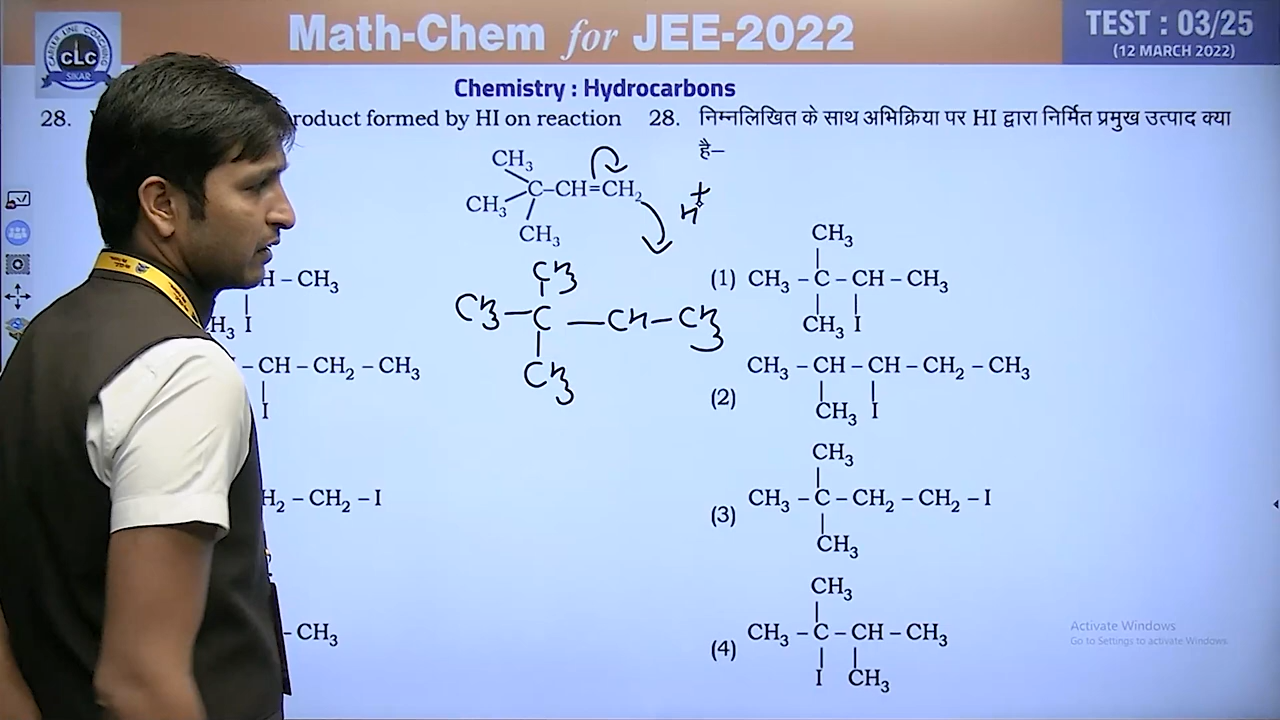 Math-Chem for JEE-2022
TEST : 03/25
(12 MARCH 2022)
CAREER LINE COACHING
CLC
SIKAR
Chemistry : Hydrocarbons
28. roduct formed by HI on reaction
28. निम्नलिखित के साथ अभिक्रिया पर HI द्वारा निर्मित प्रमुख उत्पाद क्या
है–
CH₃
CH₃ C–CH=CH₂
CH₃
H⁺
CH₃
CH₃–C–CH–CH₃
CH₃
H – CH₃
H₃ I
– CH – CH₂ – CH₃
I
H₂ – CH₂ – I
– CH₃
CH₃
(1) CH₃ – C – CH – CH₃
CH₃ I
CH₃ – CH – CH – CH₂ – CH₃
(2) CH₃ I
CH₃
CH₃ – C – CH₂ – CH₂ – I
(3)
CH₃
CH₃
CH₃ – C – CH – CH₃
(4)
I CH₃
Activate Windows
Go to Settings to activate Windows.